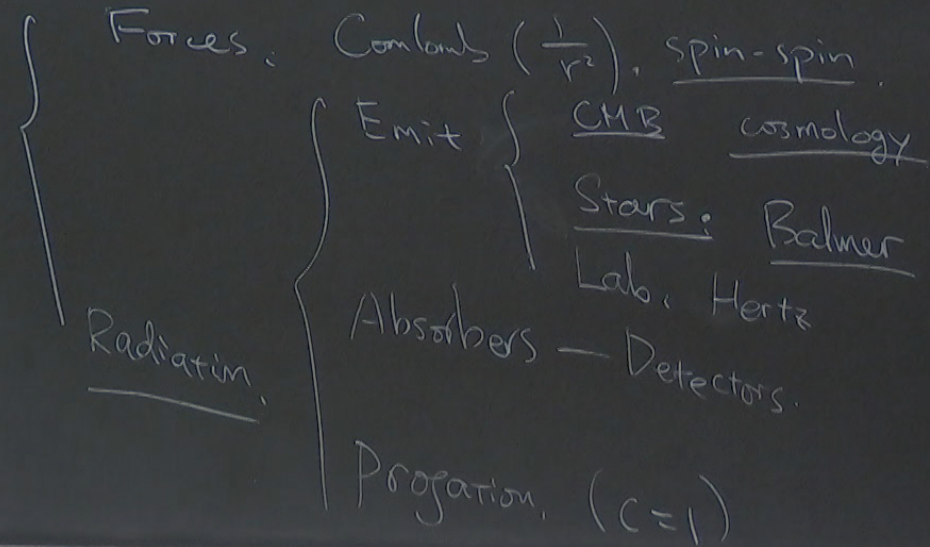 Forces: Coulomb (1/r²), spin-spin.
Emit { CMB cosmology
Stars: Balmer
Lab. Hertz
Radiation.
Absorbers — Detectors.
Progation. (c=1)